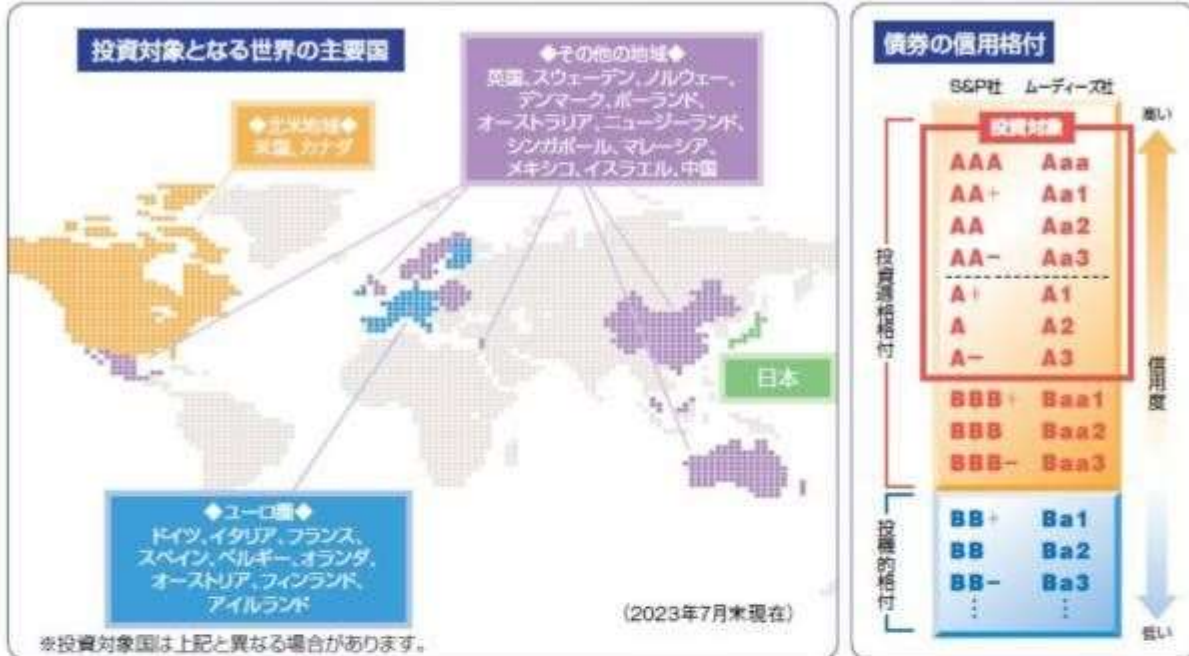 投資対象となる世界の主要国
◆北米地域◆
米国、カナダ
◆その他の地域◆
英国、スウェーデン、ノルウェー、
デンマーク、ポーランド、
オーストラリア、ニュージーランド、
シンガポール、マレーシア、
メキシコ、イスラエル、中国
日本
◆ユーロ圏◆
ドイツ、イタリア、フランス、
スペイン、ベルギー、オランダ、
オーストリア、フィンランド、
アイルランド
(2023年7月末現在)
※投資対象国は上記と異なる場合があります。
債券の信用格付
S&P社 ムーディーズ社
高い
投資対象
AAA Aaa
AA+ Aa1
AA Aa2
AA- Aa3
A+ A1
A A2
A- A3
BBB+ Baa1
BBB Baa2
BBB- Baa3
投資適格格付
信用度
BB+ Ba1
BB Ba2
BB- Ba3
⋮ ⋮
投機的格付
低い